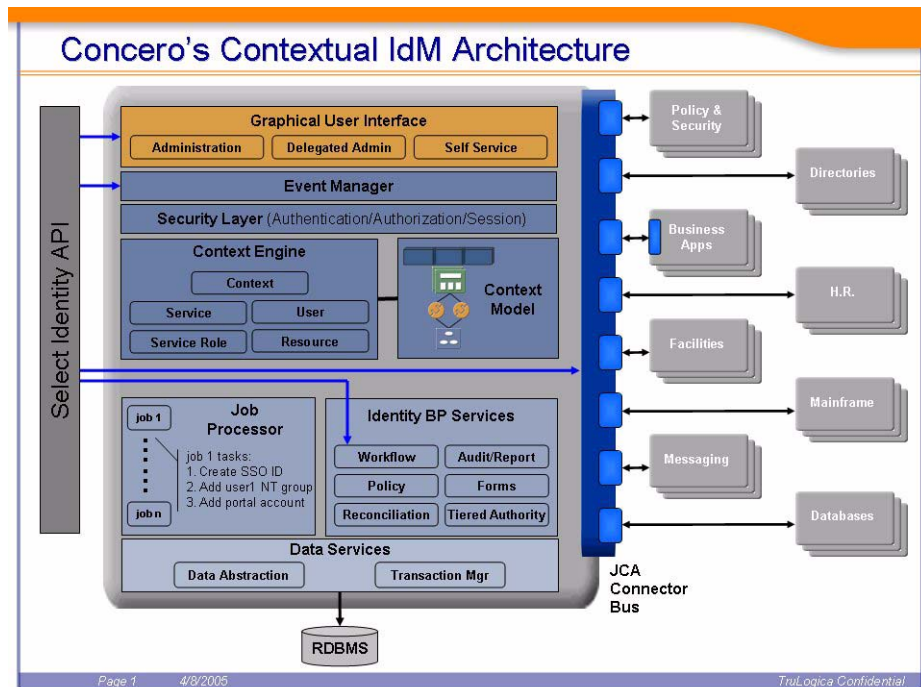 Concero's Contextual IdM Architecture
Select Identity API
Graphical User Interface
Administration
Delegated Admin
Self Service
Event Manager
Security Layer (Authentication/Authorization/Session)
Context Engine
Context
Service
User
Service Role
Resource
Context
Model
Job
Processor
job 1
job n
job 1 tasks:
1. Create SSO ID
2. Add user1 NT group
3. Add portal account
Identity BP Services
Workflow
Audit/Report
Policy
Forms
Reconciliation
Tiered Authority
Data Services
Data Abstraction
Transaction Mgr
RDBMS
JCA
Connector
Bus
Policy &
Security
Directories
Business
Apps
H.R.
Facilities
Mainframe
Messaging
Databases
Page 1
4/8/2005
TruLogica Confidential